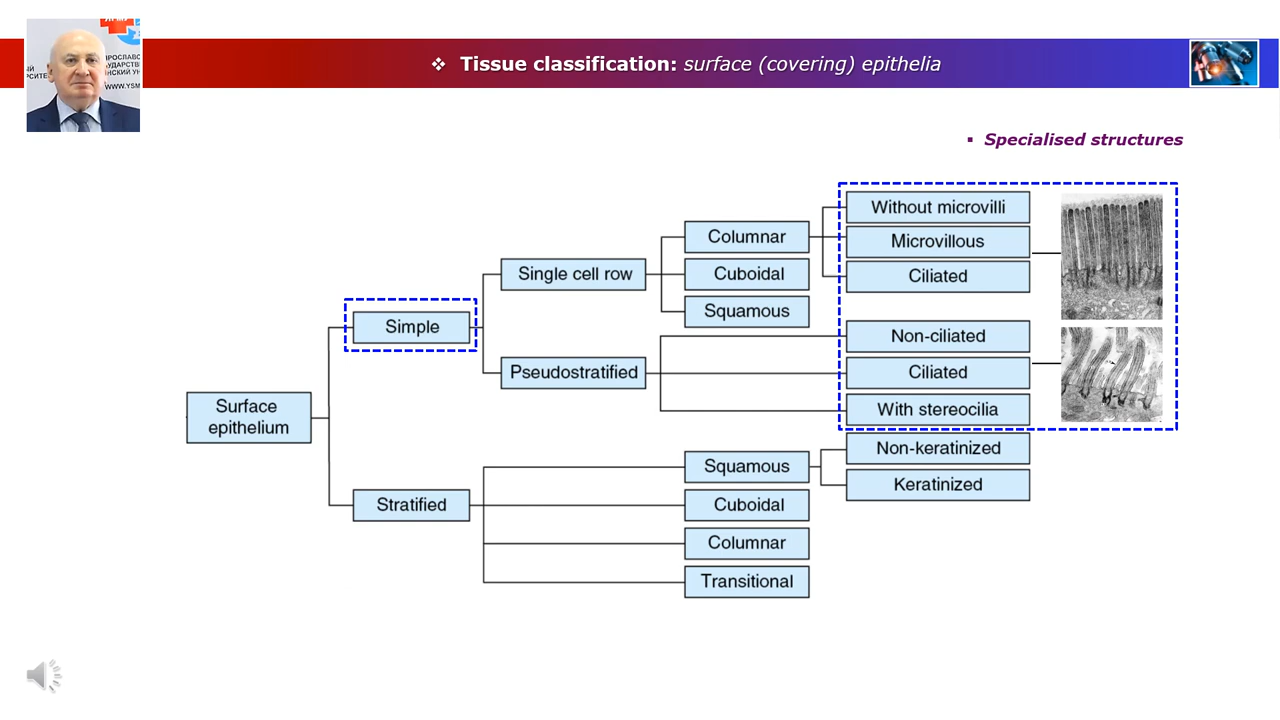 ❖ Tissue classification: surface (covering) epithelia
▪ Specialised structures
Without microvilli
Columnar
Microvillous
Single cell row
Cuboidal
Ciliated
Squamous
Simple
Non-ciliated
Pseudostratified
Ciliated
Surface
epithelium
With stereocilia
Non-keratinized
Squamous
Keratinized
Stratified
Cuboidal
Columnar
Transitional